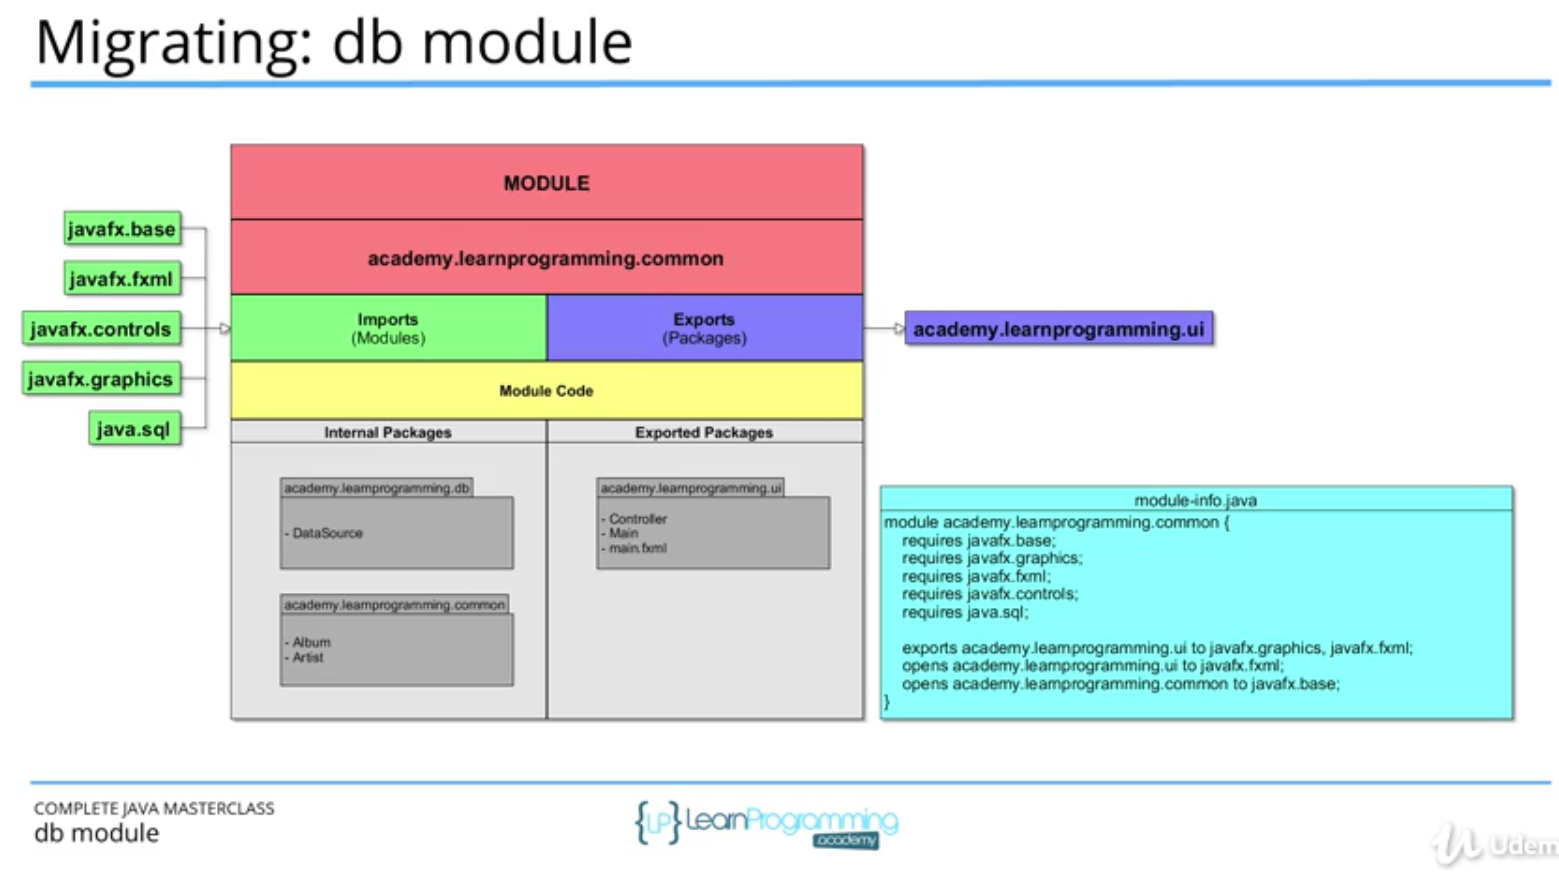 Migrating: db module
MODULE
academy.learnprogramming.common
javafx.base
javafx.fxml
javafx.controls
javafx.graphics
java.sql
Imports
(Modules)
Exports
(Packages)
academy.learnprogramming.ui
Module Code
Internal Packages
Exported Packages
academy.learnprogramming.db
- DataSource
academy.learnprogramming.common
- Album
- Artist
academy.learnprogramming.ui
- Controller
- Main
- main.fxml
module-info.java
module academy.learnprogramming.common {
requires javafx.base;
requires javafx.graphics;
requires javafx.fxml;
requires javafx.controls;
requires java.sql;
exports academy.learnprogramming.ui to javafx.graphics, javafx.fxml;
opens academy.learnprogramming.ui to javafx.fxml;
opens academy.learnprogramming.common to javafx.base;
}
COMPLETE JAVA MASTERCLASS
db module
{LP} LearnProgramming
academy
Udem